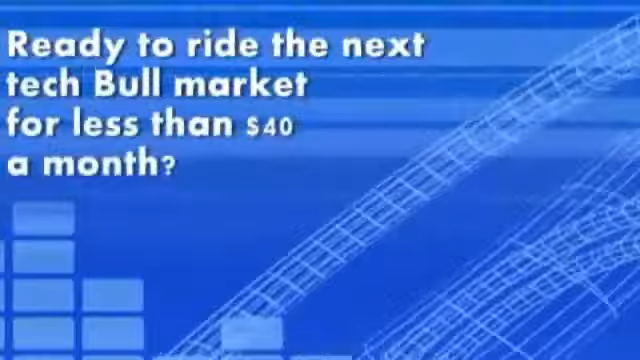 Ready to ride the next
tech Bull market
for less than $40
a month?